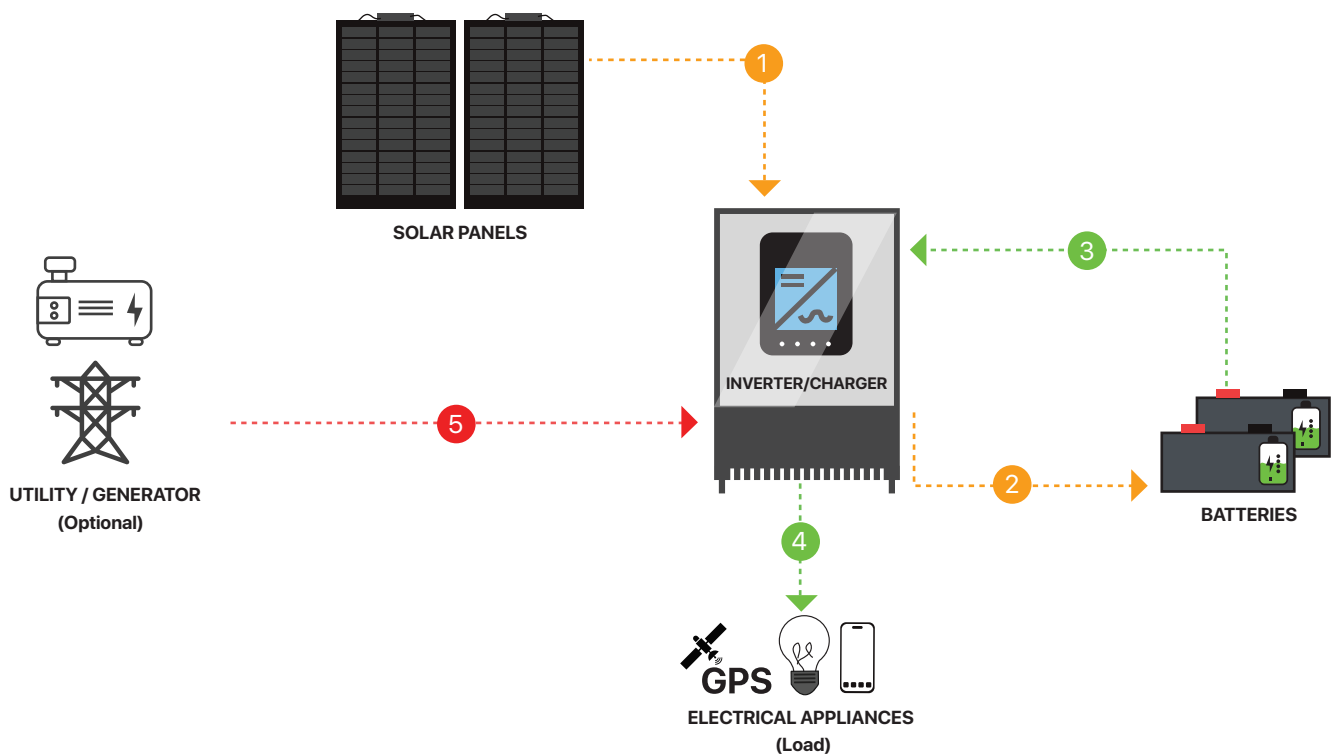 1
SOLAR PANELS
3
INVERTER/CHARGER
5
UTILITY / GENERATOR
(Optional)
2
BATTERIES
4
GPS
ELECTRICAL APPLIANCES
(Load)